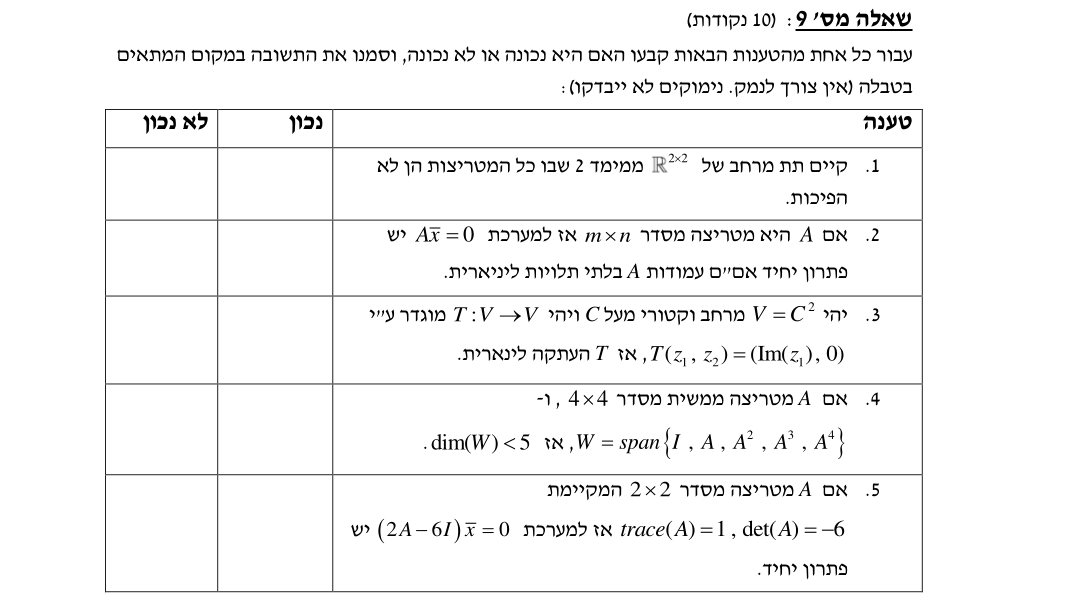 שאלה מס' 9 : (10 נקודות)
עבור כל אחת מהטענות הבאות קבעו האם היא נכונה או לא נכונה, וסמנו את התשובה במקום המתאים
בטבלה (אין צורך לנמק. נימוקים לא ייבדקו):
טענה נכון לא נכון
1. קיים תת מרחב של ℝ²ˣ² ממימד 2 שבו כל המטריצות הן לא
הפיכות.
2. אם A היא מטריצה מסדר m×n אז למערכת Ax̄ = 0 יש
פתרון יחיד אם״ם עמודות A בלתי תלויות ליניארית.
3. יהי V = C² מרחב וקטורי מעל C ויהי T : V → V מוגדר ע״י
T(z₁ , z₂) = (Im(z₁), 0), אז T העתקה לינארית.
4. אם A מטריצה ממשית מסדר 4×4 , ו-
W = span{I , A , A² , A³ , A⁴}, אז dim(W) < 5.
5. אם A מטריצה מסדר 2×2 המקיימת
trace(A) = 1 , det(A) = −6 אז למערכת (2A − 6I)x̄ = 0 יש
פתרון יחיד.